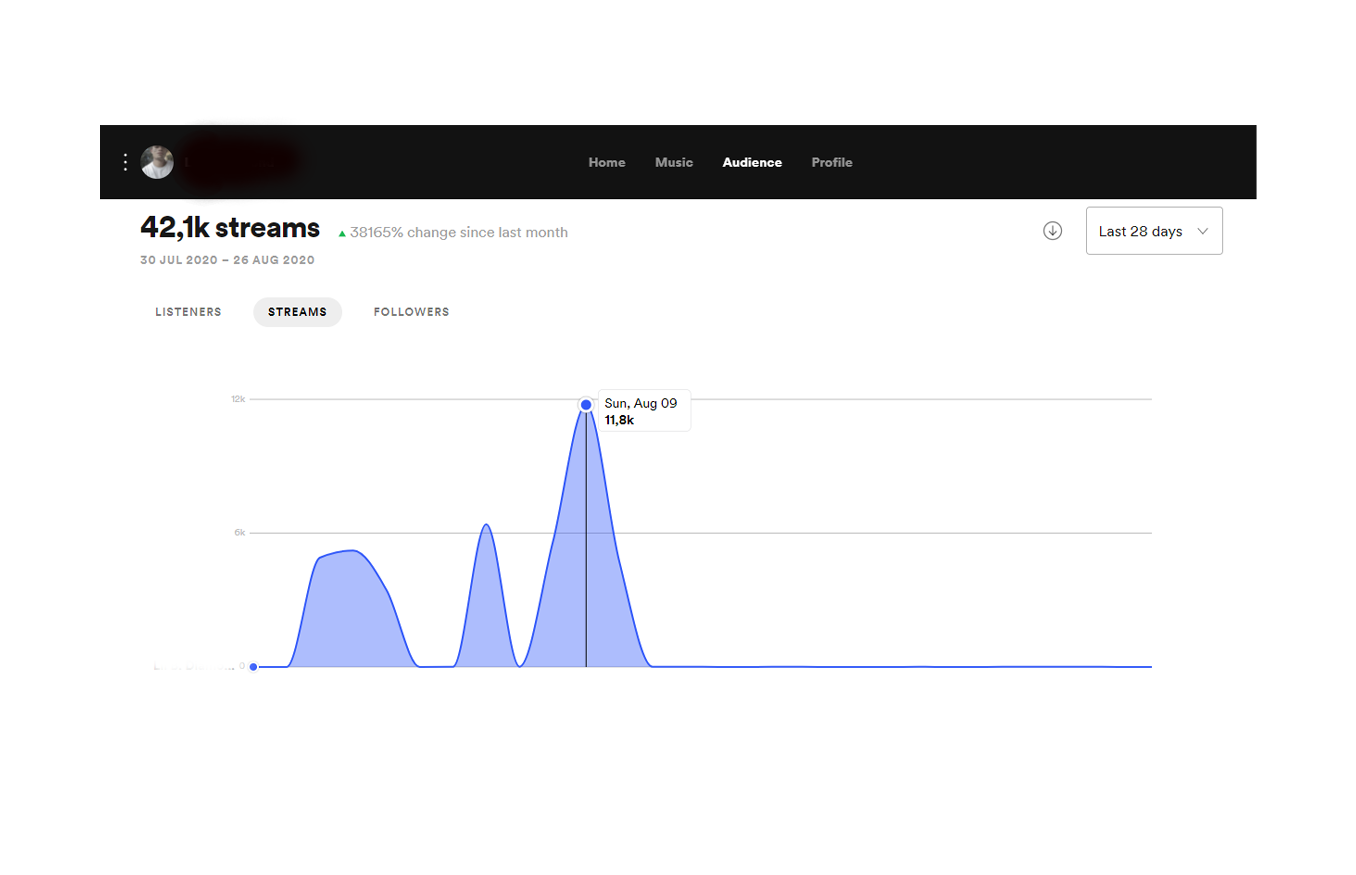 Home Music Audience Profile
42,1k streams ▲ 38165% change since last month
Last 28 days
30 JUL 2020 – 26 AUG 2020
LISTENERS STREAMS FOLLOWERS
12k
Sun, Aug 09
11,8k
6k
0